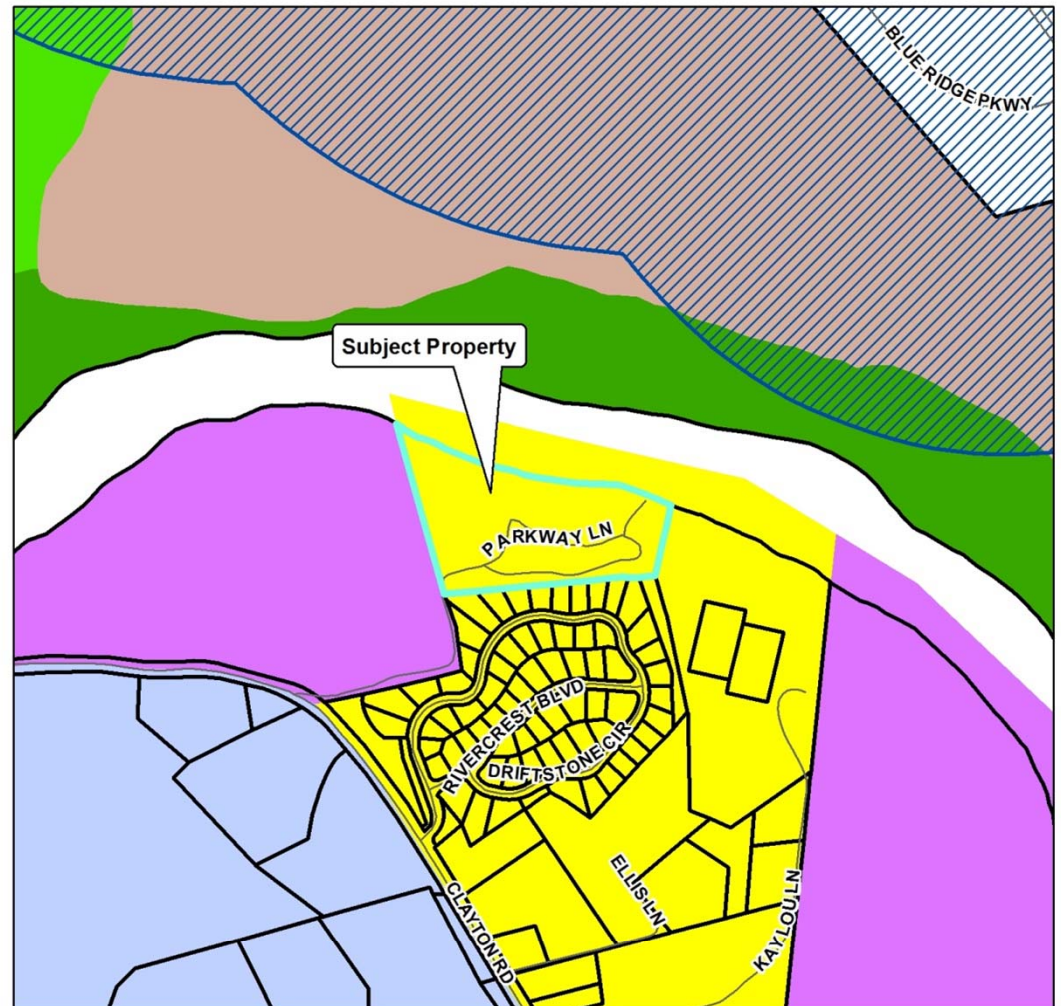 BLUE RIDGE PKWY
Subject Property
PARKWAY LN
RIVERCREST BLVD
DRIFTSTONE CIR
ELLIS LN
CLAYTON RD
KAY LOU LN